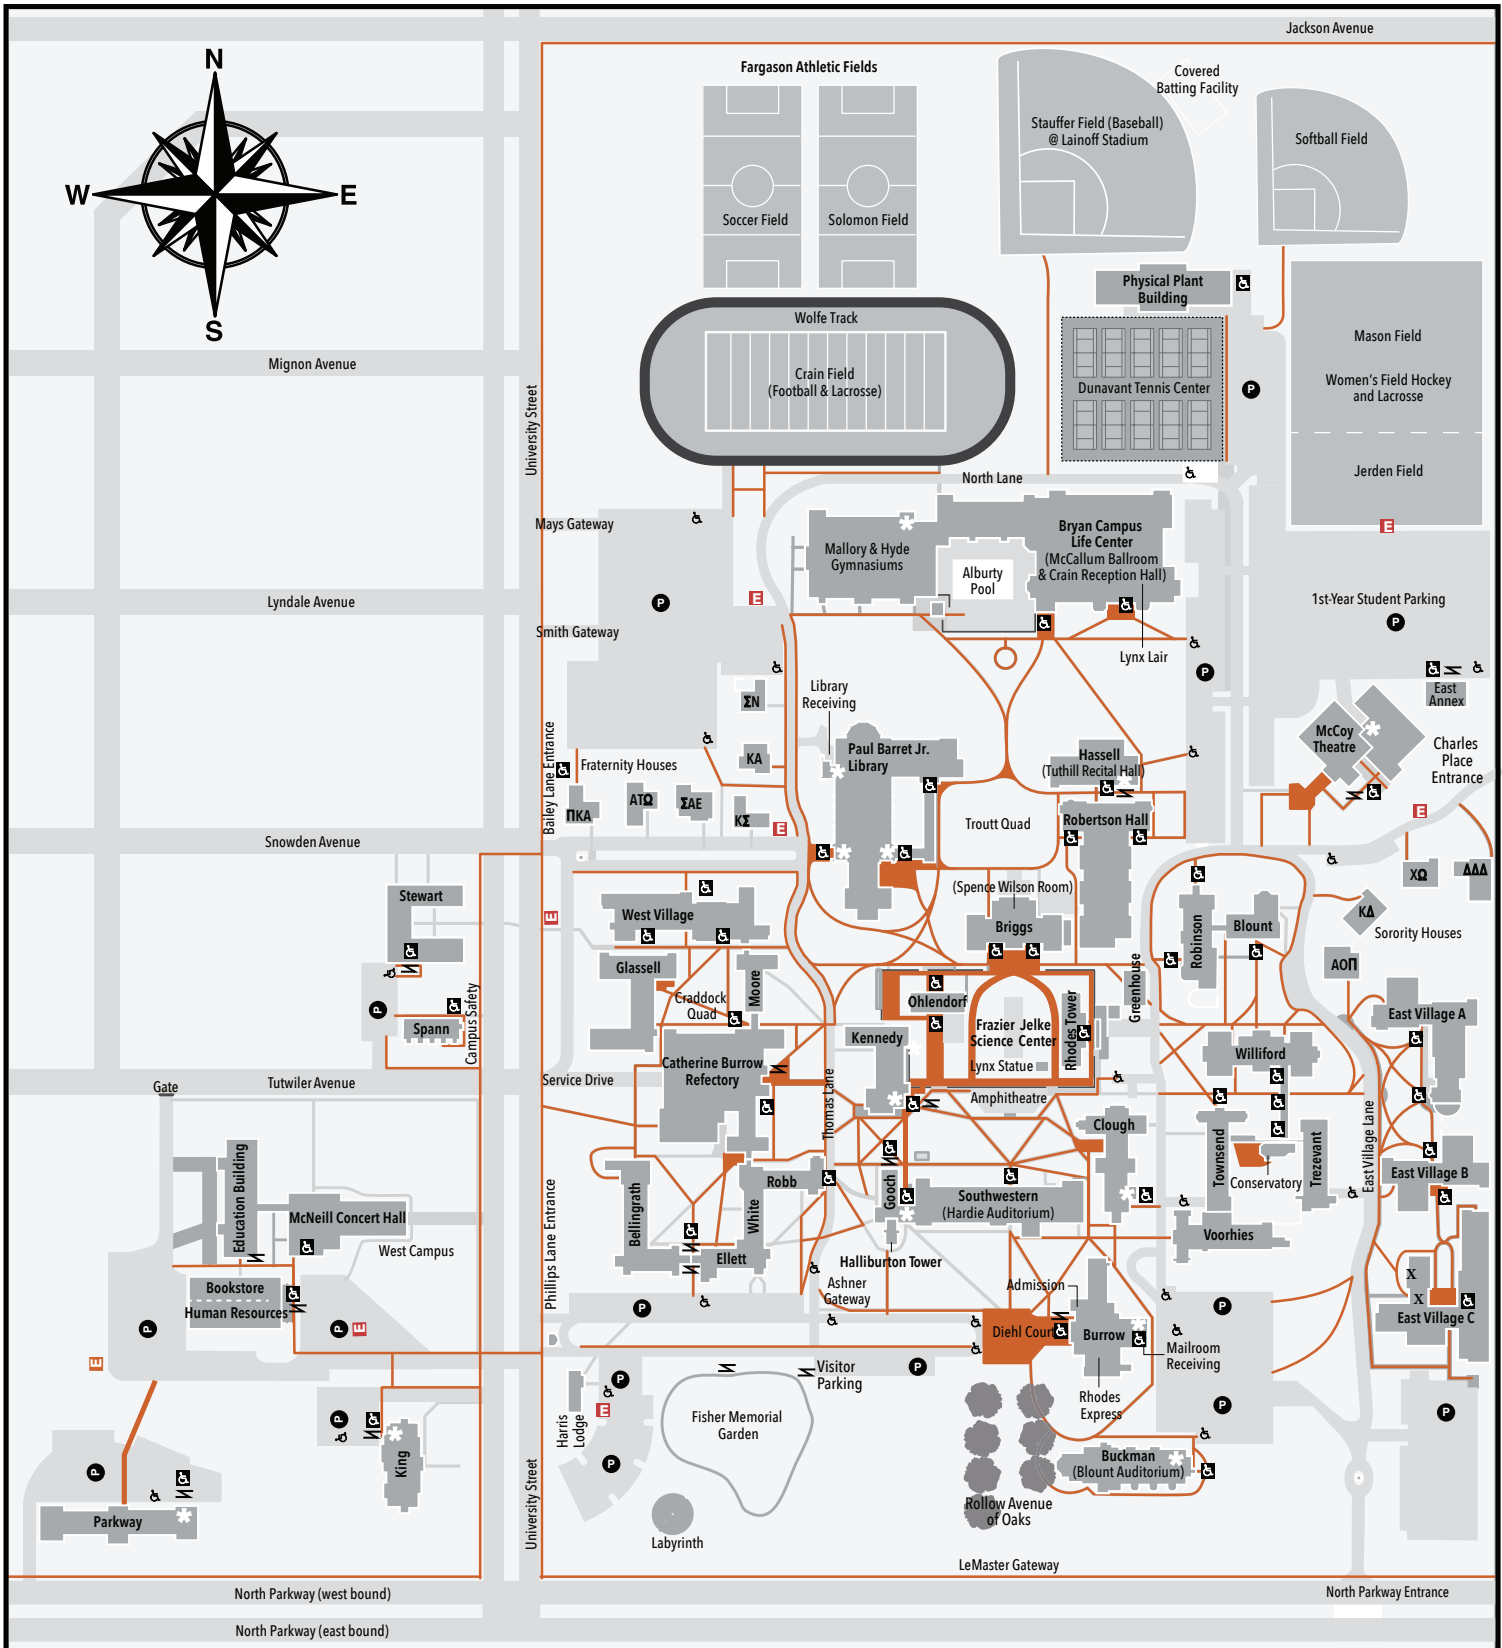 Jackson Avenue
N
W
E
S
Fargason Athletic Fields
Covered
Batting Facility
Stauffer Field (Baseball)
@ Lainoff Stadium
Softball Field
Soccer Field
Solomon Field
Physical Plant
Building
Wolfe Track
Crain Field
(Football & Lacrosse)
Dunavant Tennis Center
P
Mason Field
Women's Field Hockey
and Lacrosse
Jerden Field
Mignon Avenue
University Street
North Lane
Mays Gateway
E
Mallory & Hyde
Gymnasiums
Bryan Campus
Life Center
(McCallum Ballroom
& Crain Reception Hall)
Alburty
Pool
Lyndale Avenue
P
E
1st-Year Student Parking
P
Smith Gateway
Lynx Lair
P
East
Annex
Library
Receiving
ΣΝ
McCoy
Theatre
Charles
Place
Entrance
Bailey Lane Entrance
Fraternity Houses
KA
Paul Barret Jr.
Library
Hassell
(Tuthill Recital Hall)
ΠΚΑ
ΑΤΩ
ΣΑΕ
ΚΣ
E
Troutt Quad
Robertson Hall
E
Snowden Avenue
Stewart
West Village
E
(Spence Wilson Room)
Briggs
Robinson
Blount
ΧΩ
ΔΔΔ
ΚΔ
Sorority Houses
ΑΟΠ
Glassell
Moore
Craddock
Quad
Greenhouse
Ohlendorf
P
Spann
Campus Safety
Kennedy
Frazier Jelke
Science Center
Rhodes Tower
Lynx Statue
East Village A
Williford
Catherine Burrow
Refectory
Gate
Tutwiler Avenue
Service Drive
Thomas Lane
Amphitheatre
Clough
Townsend
Trezevant
Conservatory
East Village Lane
East Village B
Education Building
McNeill Concert Hall
West Campus
Bellingrath
Robb
White
Ellett
Gooch
Southwestern
(Hardie Auditorium)
Voorhies
Halliburton Tower
Phillips Lane Entrance
Bookstore
Human Resources
P
P
E
E
P
Ashner
Gateway
Admission
Diehl Court
Burrow
Mailroom
Receiving
P
X
X
East Village C
Visitor
Parking
P
P
Harris
Lodge
E
P
Fisher Memorial
Garden
Rhodes
Express
P
P
P
King
P
Buckman
(Blount Auditorium)
Rollow Avenue
of Oaks
Parkway
University Street
Labyrinth
LeMaster Gateway
North Parkway (west bound)
North Parkway Entrance
North Parkway (east bound)